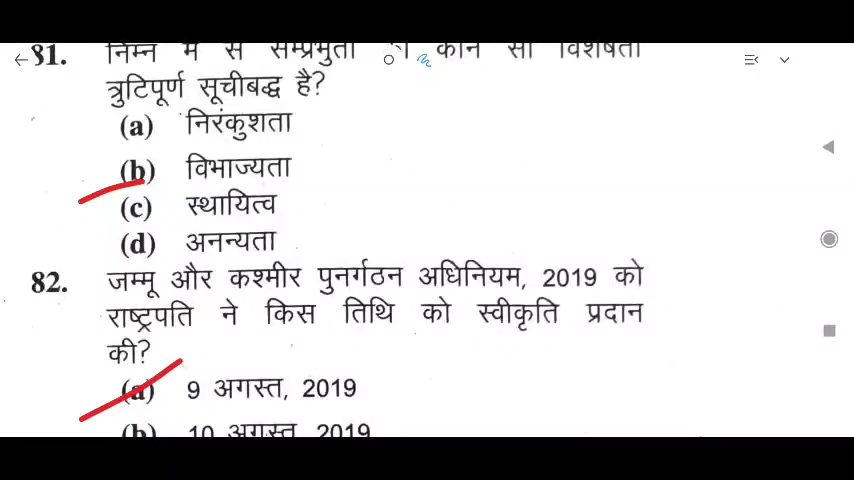 81. निम्न में से सम्प्रभुता की कौन सी विशेषता
त्रुटिपूर्ण सूचीबद्ध है?
(a) निरंकुशता
(b) विभाज्यता
(c) स्थायित्व
(d) अनन्यता
82. जम्मू और कश्मीर पुनर्गठन अधिनियम, 2019 को
राष्ट्रपति ने किस तिथि को स्वीकृति प्रदान
की?
(a) 9 अगस्त, 2019
(b) 10 अगस्त, 2019